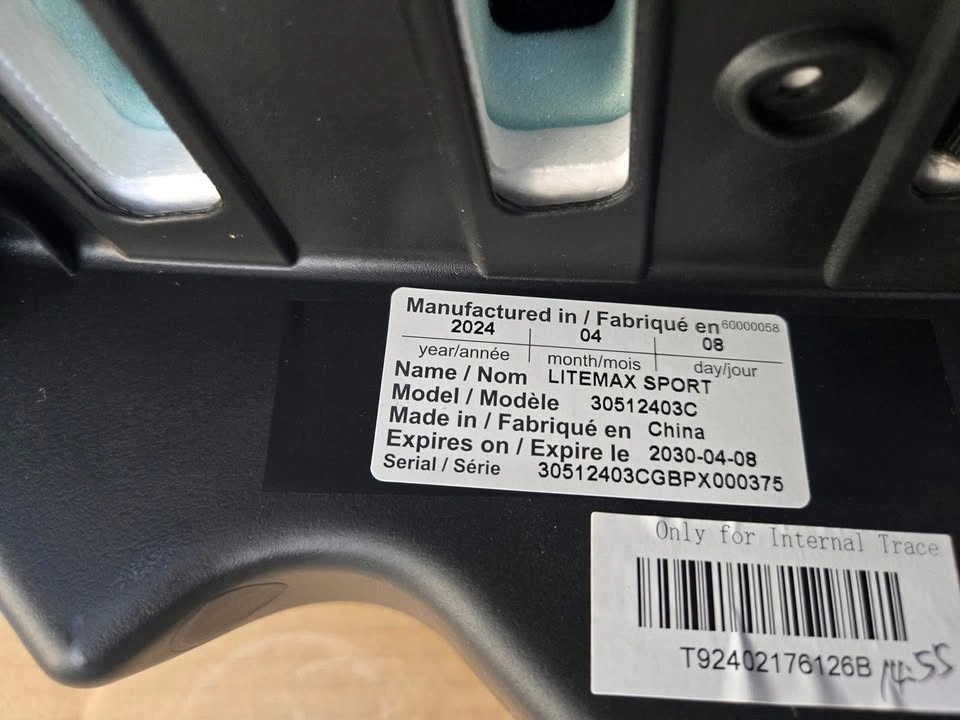 Manufactured in / Fabriqué en 60000058
2024 04 08
year/année month/mois day/jour
Name / Nom LITEMAX SPORT
Model / Modèle 30512403C
Made in / Fabriqué en China
Expires on / Expire le 2030-04-08
Serial / Série 30512403CGBPX000375
Only for Internal Trace
T92402176126B 14:55